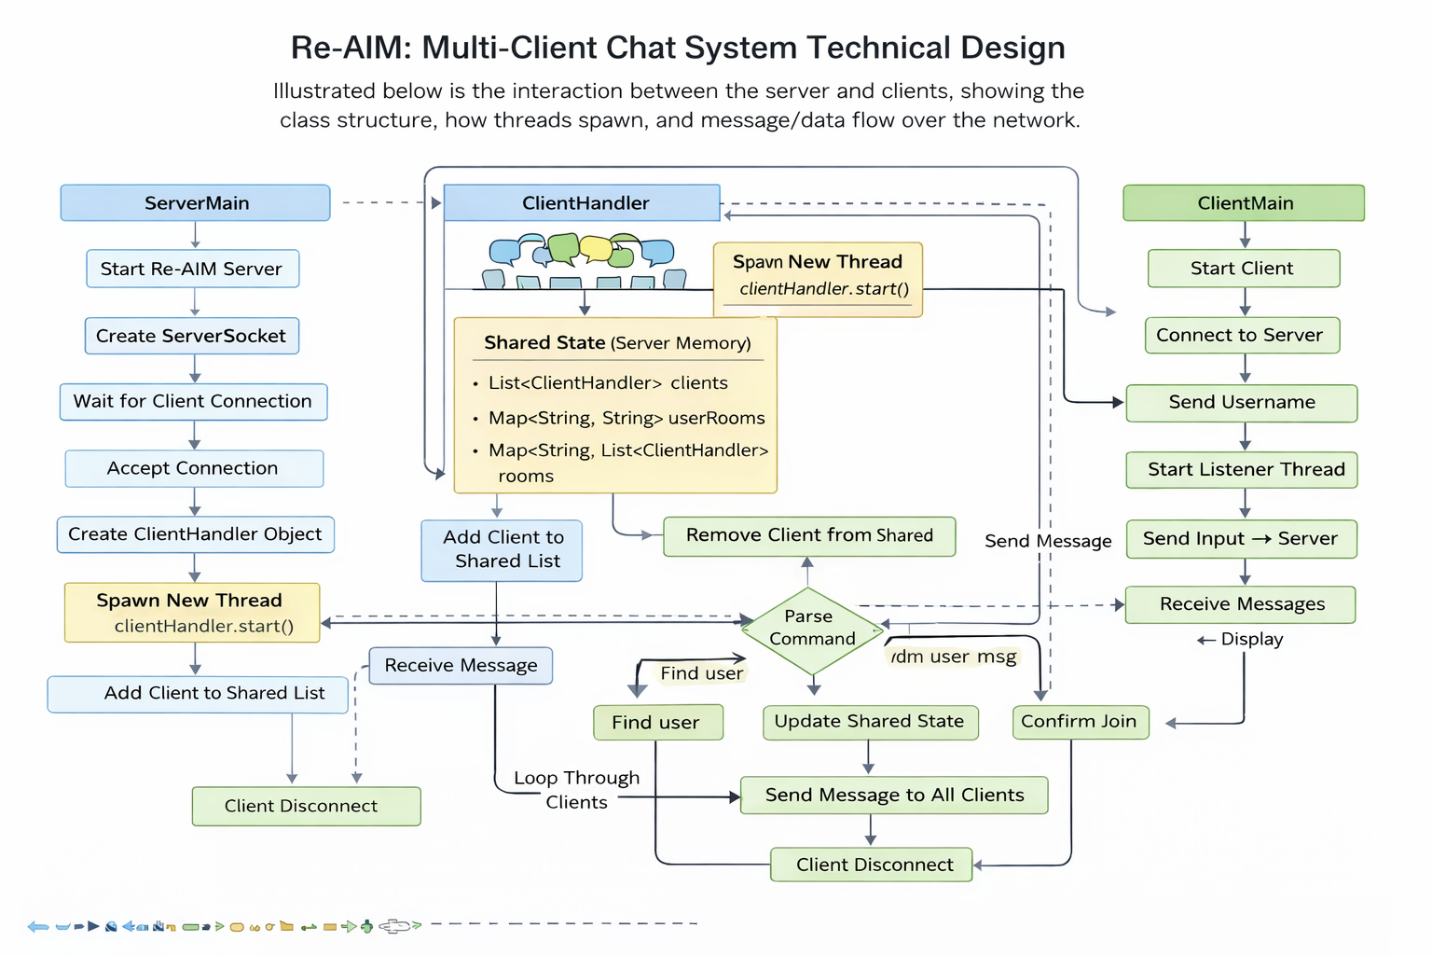 Re-AIM: Multi-Client Chat System Technical Design
Illustrated below is the interaction between the server and clients, showing the
class structure, how threads spawn, and message/data flow over the network.
ServerMain
Start Re-AIM Server
Create ServerSocket
Wait for Client Connection
Accept Connection
Create ClientHandler Object
Spawn New Thread
clientHandler.start()
Add Client to Shared List
Client Disconnect
ClientHandler
Spawn New Thread
clientHandler.start()
Shared State (Server Memory)
• List<ClientHandler> clients
• Map<String, String> userRooms
• Map<String, List<ClientHandler>
rooms
Add Client to
Shared List
Remove Client from Shared
Receive Message
Parse
Command
Find user
/dm user msg
Find user
Update Shared State
Confirm Join
Loop Through
Clients
Send Message to All Clients
Client Disconnect
Send Message
ClientMain
Start Client
Connect to Server
Send Username
Start Listener Thread
Send Input → Server
Receive Messages
← Display